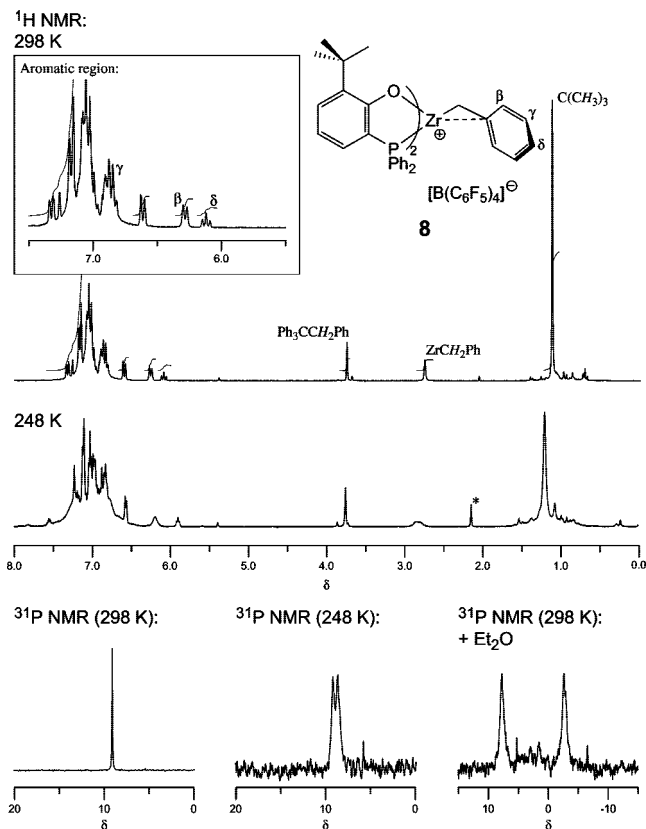 ¹H NMR:
298 K
Aromatic region:
γ
β
δ
7.0
6.0
O
P
Ph₂
2
Zr
⊕
β
γ
δ
[B(C₆F₅)₄]⊖
8
C(CH₃)₃
Ph₃CCH₂Ph
ZrCH₂Ph
248 K
*
8.0 7.0 6.0 5.0 4.0 3.0 2.0 1.0 0.0
δ
³¹P NMR (298 K):
20 10 0
δ
³¹P NMR (248 K):
20 10 0
δ
³¹P NMR (298 K):
+ Et₂O
10 0 -10
δ